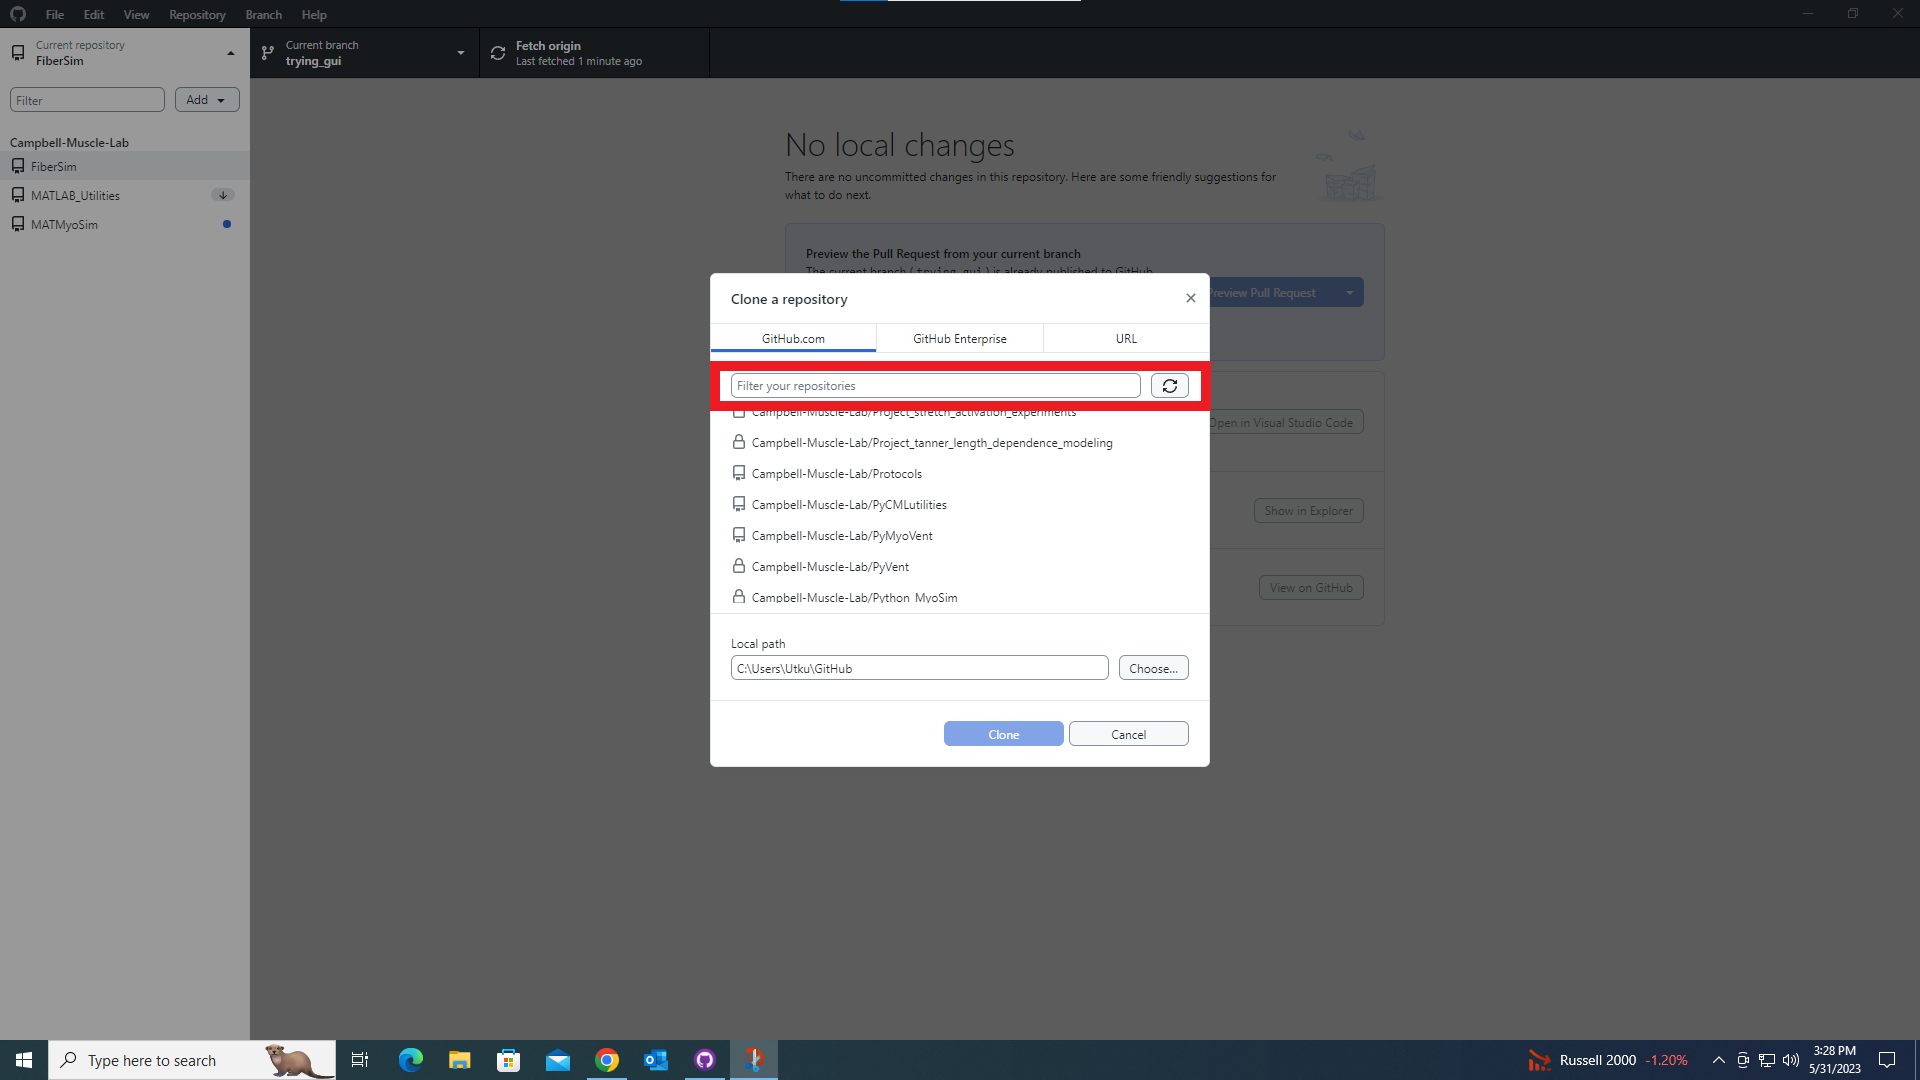 File Edit View Repository Branch Help
Current repository
FiberSim
Current branch
trying_gui
Fetch origin
Last fetched 1 minute ago
Filter
Add
Campbell-Muscle-Lab
FiberSim
MATLAB_Utilities
MATMyoSim
No local changes
There are no uncommitted changes in this repository. Here are some friendly suggestions for
what to do next.
Preview the Pull Request from your current branch
The current branch (trying_gui) is already published to GitHub.
Preview Pull Request
Open in Visual Studio Code
Show in Explorer
View on GitHub
Clone a repository
GitHub.com
GitHub Enterprise
URL
Filter your repositories
Campbell-Muscle-Lab/Project_stretch_activation_experiments
Campbell-Muscle-Lab/Project_tanner_length_dependence_modeling
Campbell-Muscle-Lab/Protocols
Campbell-Muscle-Lab/PyCMLutilities
Campbell-Muscle-Lab/PyMyoVent
Campbell-Muscle-Lab/PyVent
Campbell-Muscle-Lab/Python_MyoSim
Local path
C:\Users\Utku\GitHub
Choose...
Clone
Cancel
Type here to search
Russell 2000 -1.20%
3:28 PM
5/31/2023